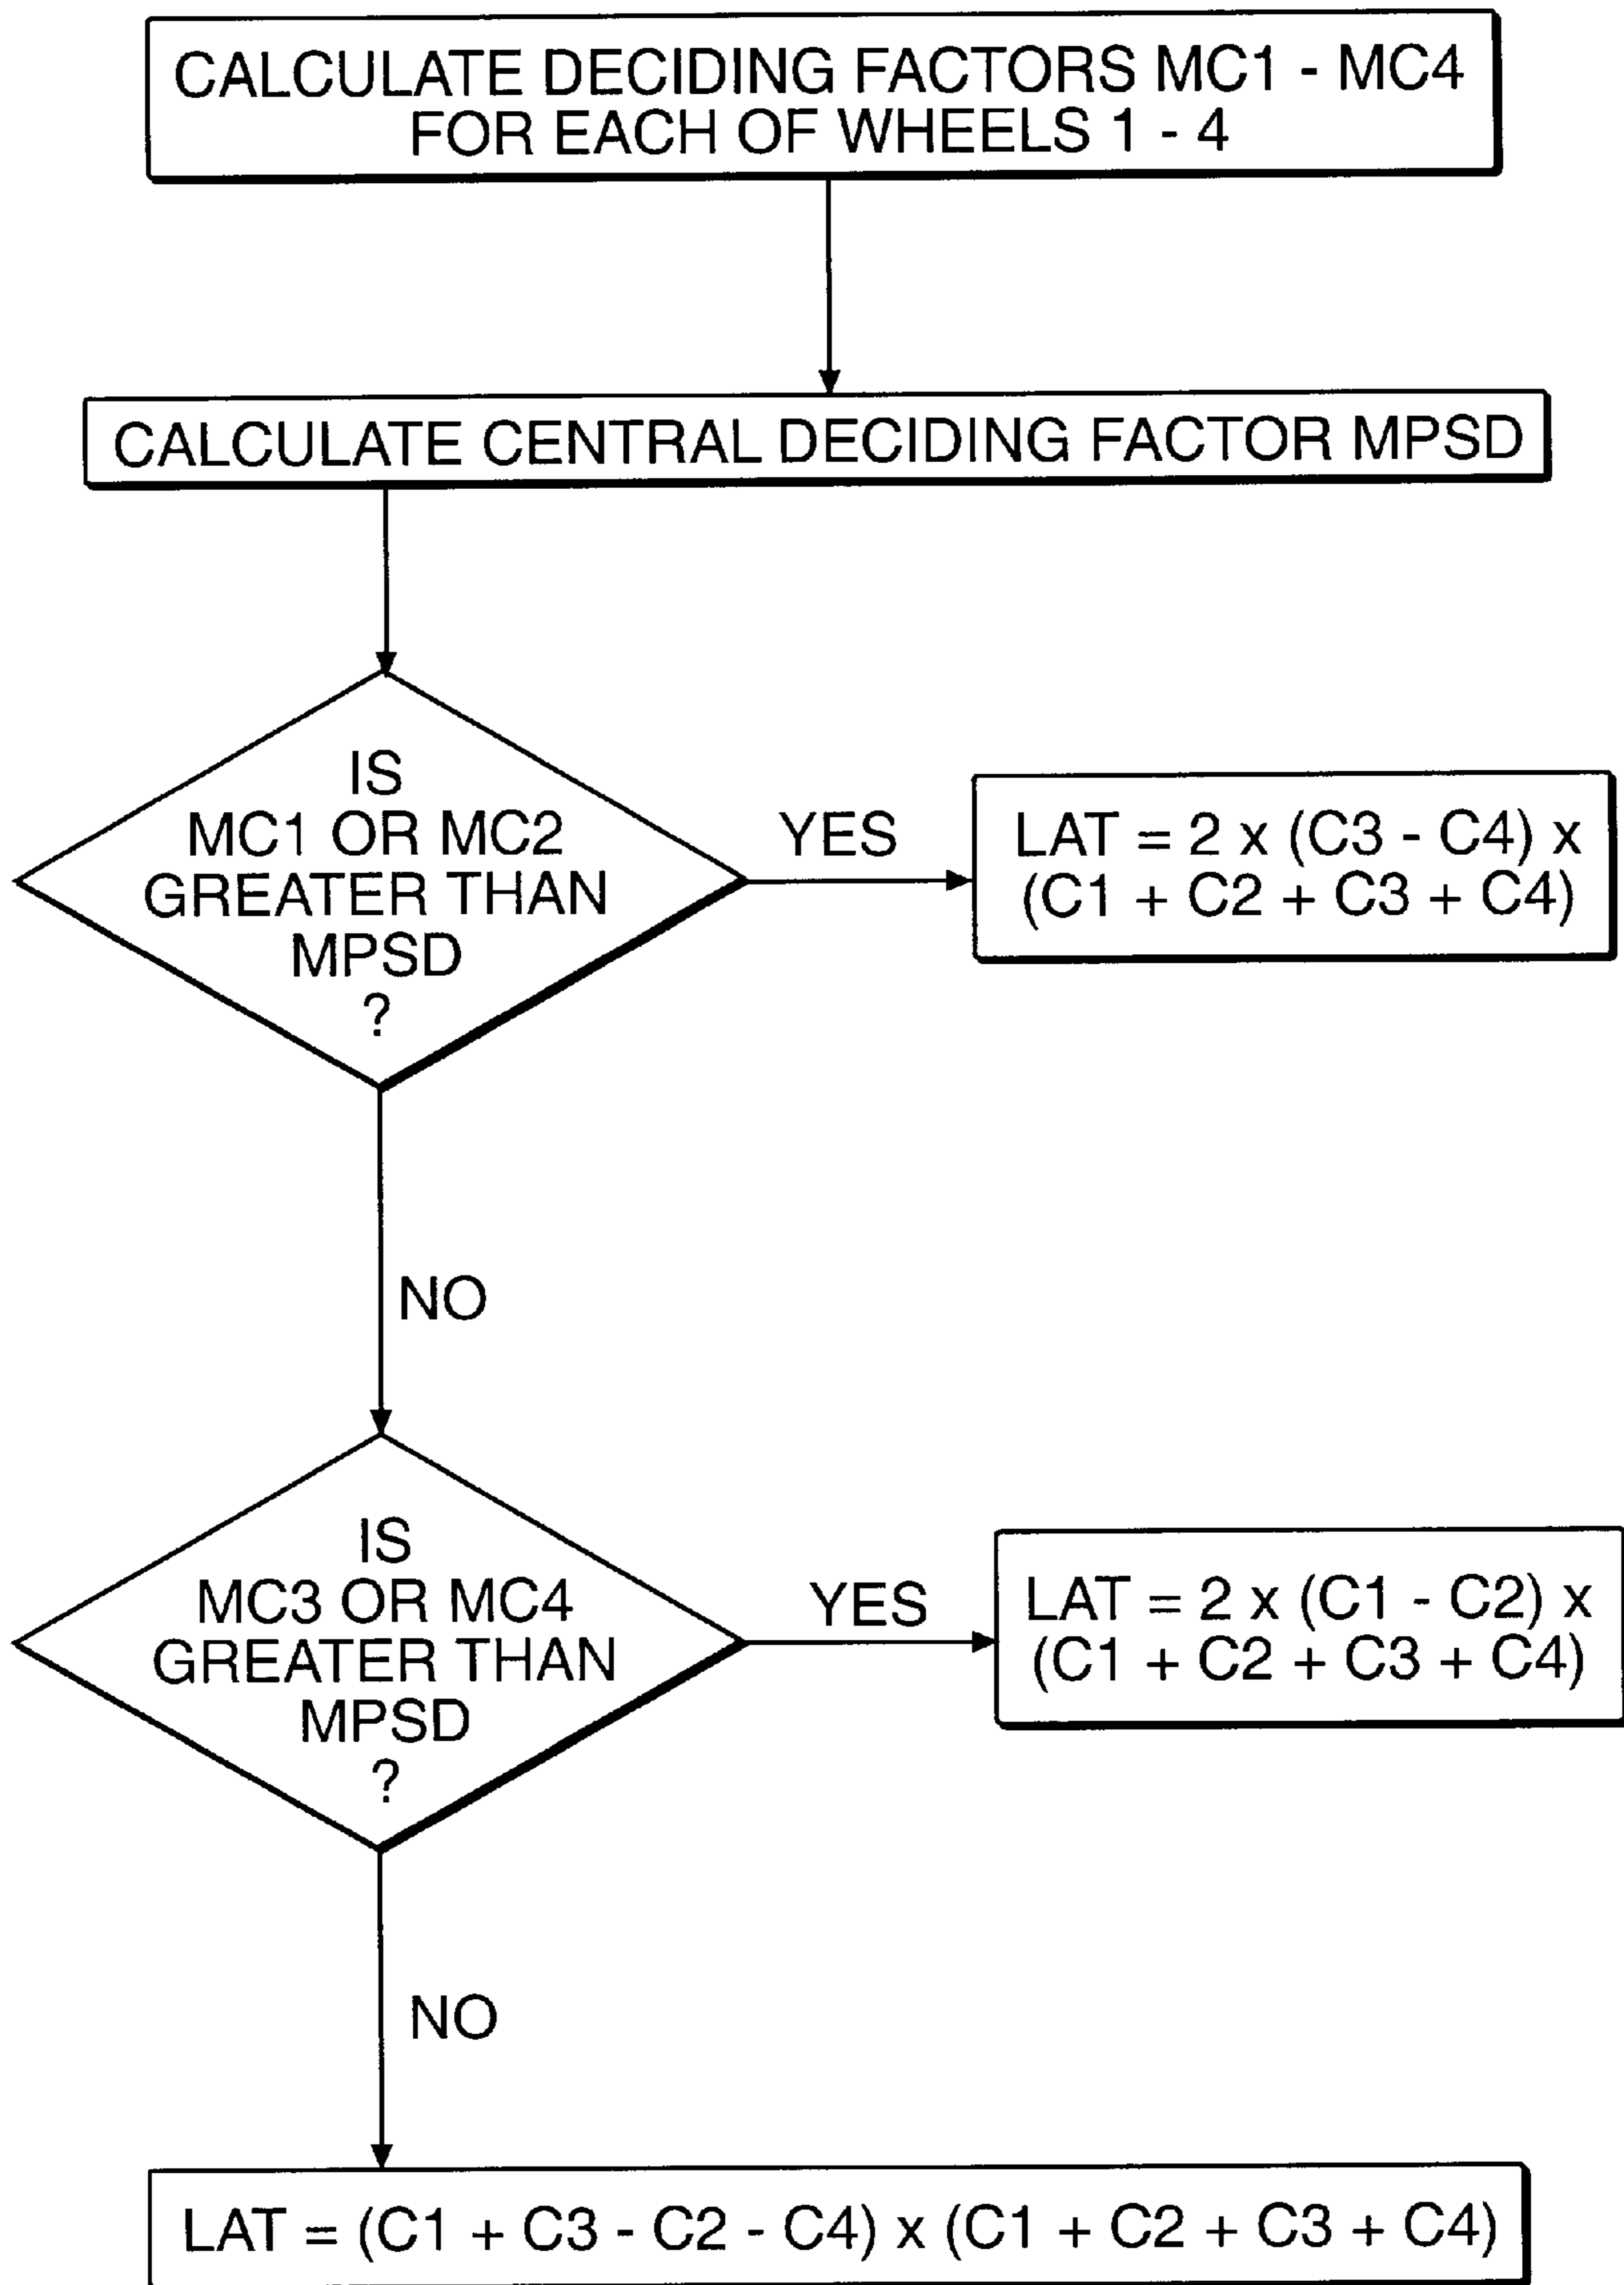 CALCULATE DECIDING FACTORS MC1 - MC4
FOR EACH OF WHEELS 1 - 4
CALCULATE CENTRAL DECIDING FACTOR MPSD
IS
MC1 OR MC2
GREATER THAN
MPSD
?
YES
LAT = 2 x (C3 - C4) x
(C1 + C2 + C3 + C4)
NO
IS
MC3 OR MC4
GREATER THAN
MPSD
?
YES
LAT = 2 x (C1 - C2) x
(C1 + C2 + C3 + C4)
NO
LAT = (C1 + C3 - C2 - C4) x (C1 + C2 + C3 + C4)